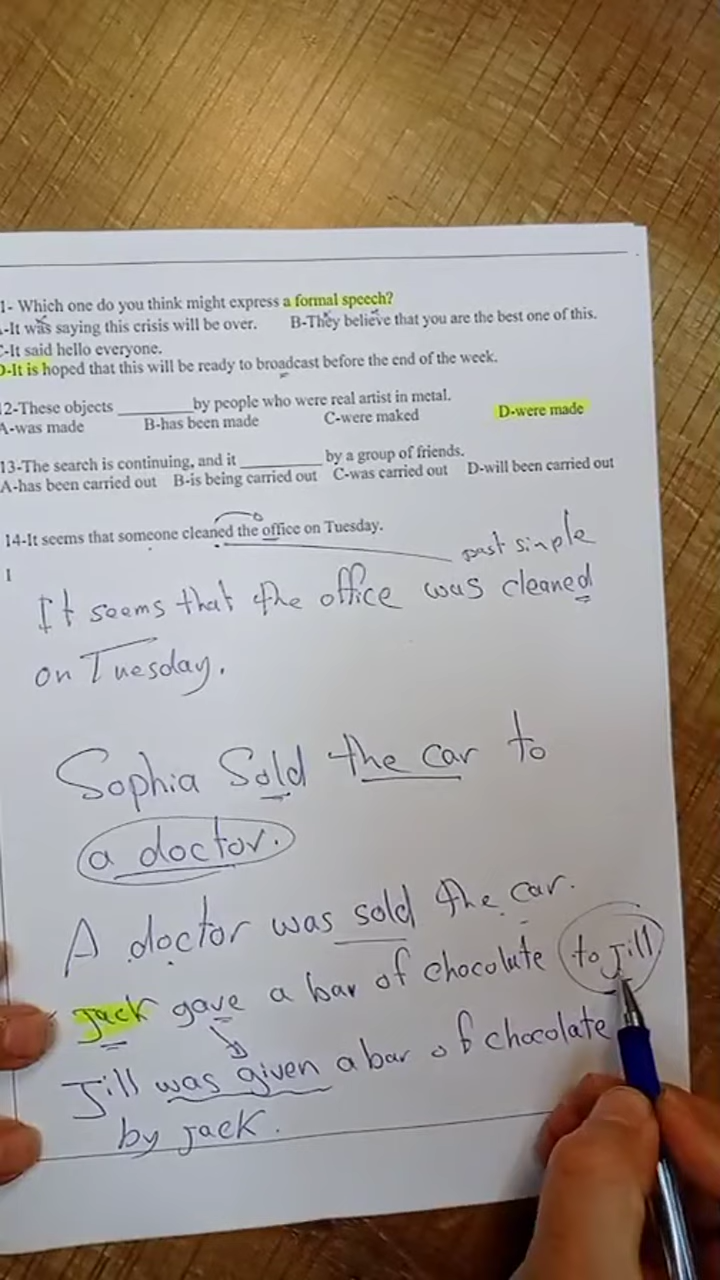 1- Which one do you think might express a formal speech?
-It was saying this crisis will be over. B-They believe that you are the best one of this.
C-It said hello everyone.
D-It is hoped that this will be ready to broadcast before the end of the week.
12-These objects ________ by people who were real artist in metal.
A-was made B-has been made C-were maked D-were made
13-The search is continuing, and it ________ by a group of friends.
A-has been carried out B-is being carried out C-was carried out D-will been carried out
14-It seems that someone cleaned the office on Tuesday.
past simple
I
It seems that the office was cleaned
on Tuesday.
Sophia Sold the car to
a doctor.
A doctor was sold the car.
Jack gave a bar of chocolate to Jill
Jill was given a bar of chocolate
by Jack.